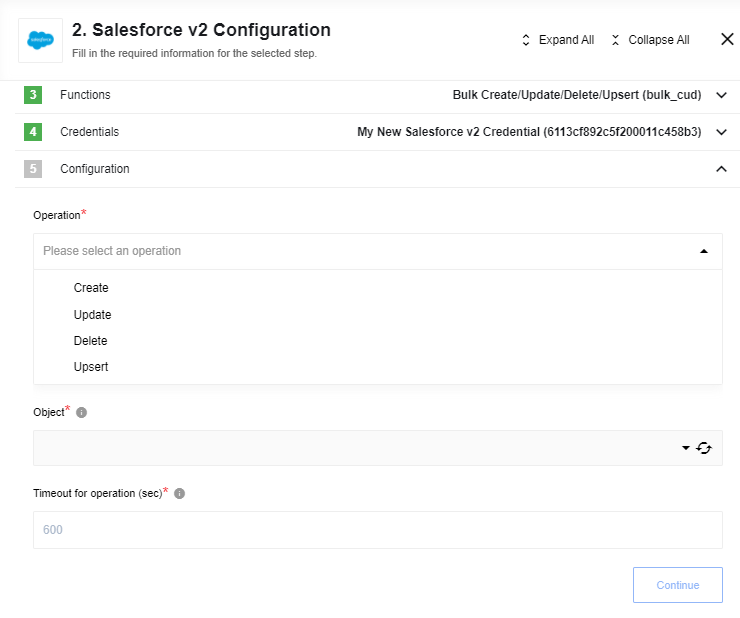 salesforce
2. Salesforce v2 Configuration
Fill in the required information for the selected step.
Expand All
Collapse All
3 Functions Bulk Create/Update/Delete/Upsert (bulk_cud)
4 Credentials My New Salesforce v2 Credential (6113cf892c5f200011c458b3)
5 Configuration
Operation*
Please select an operation
Create
Update
Delete
Upsert
Object*
Timeout for operation (sec)*
600
Continue